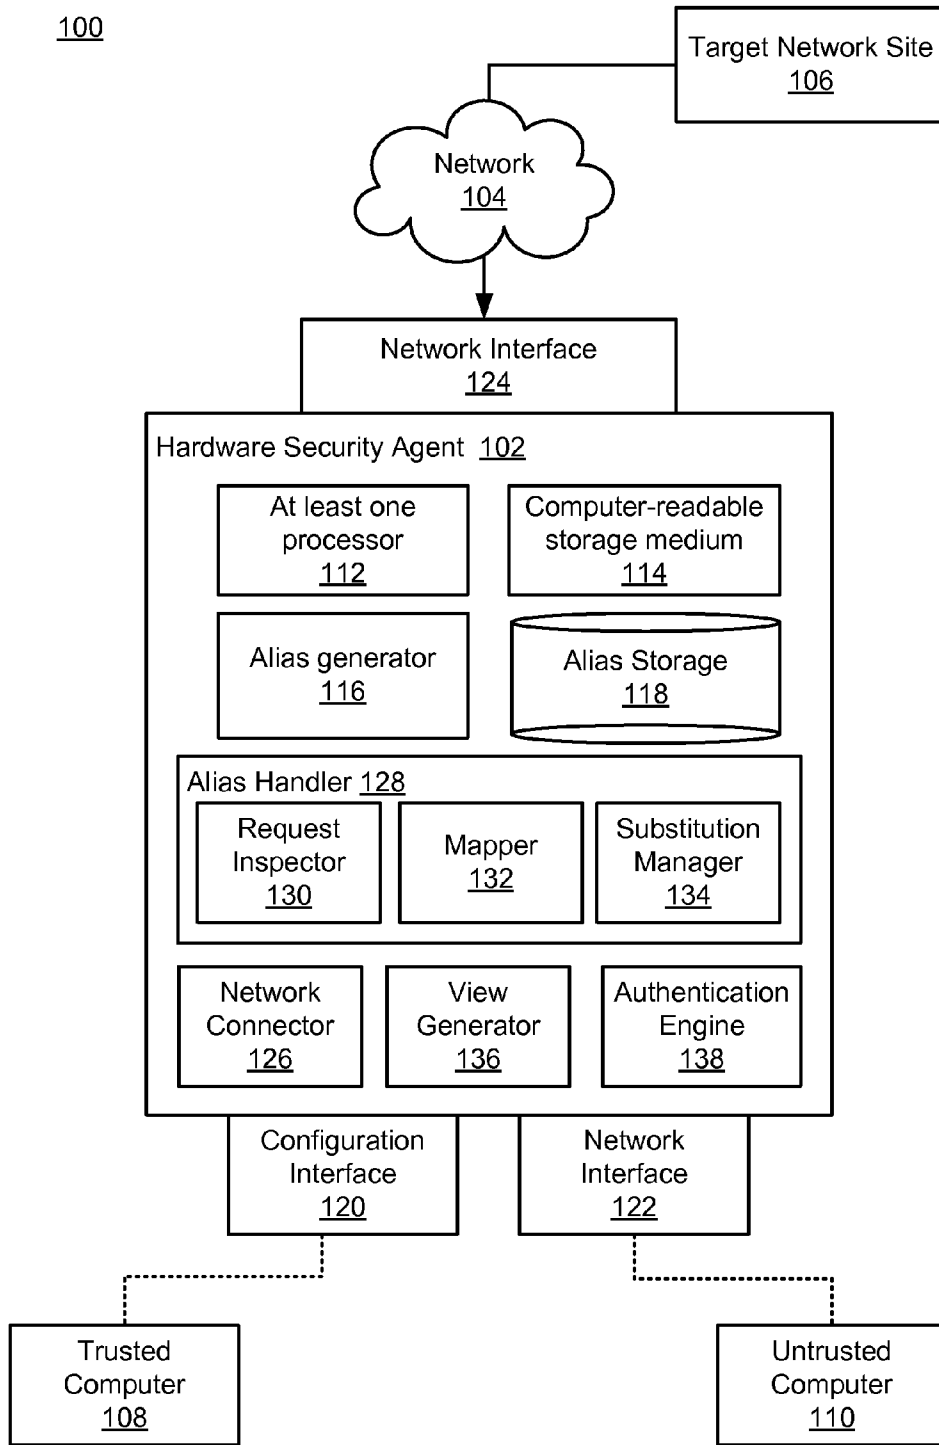 100
Target Network Site
106
Network
104
Network Interface
124
Hardware Security Agent 102
At least one
processor
112
Computer-readable
storage medium
114
Alias generator
116
Alias Storage
118
Alias Handler 128
Request
Inspector
130
Mapper
132
Substitution
Manager
134
Network
Connector
126
View
Generator
136
Authentication
Engine
138
Configuration
Interface
120
Network
Interface
122
Trusted
Computer
108
Untrusted
Computer
110